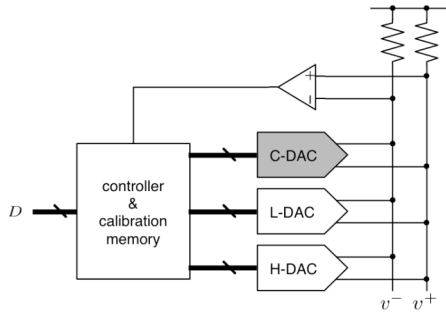 +
−
C-DAC
controller
&
calibration
memory
D
L-DAC
H-DAC
v− v+